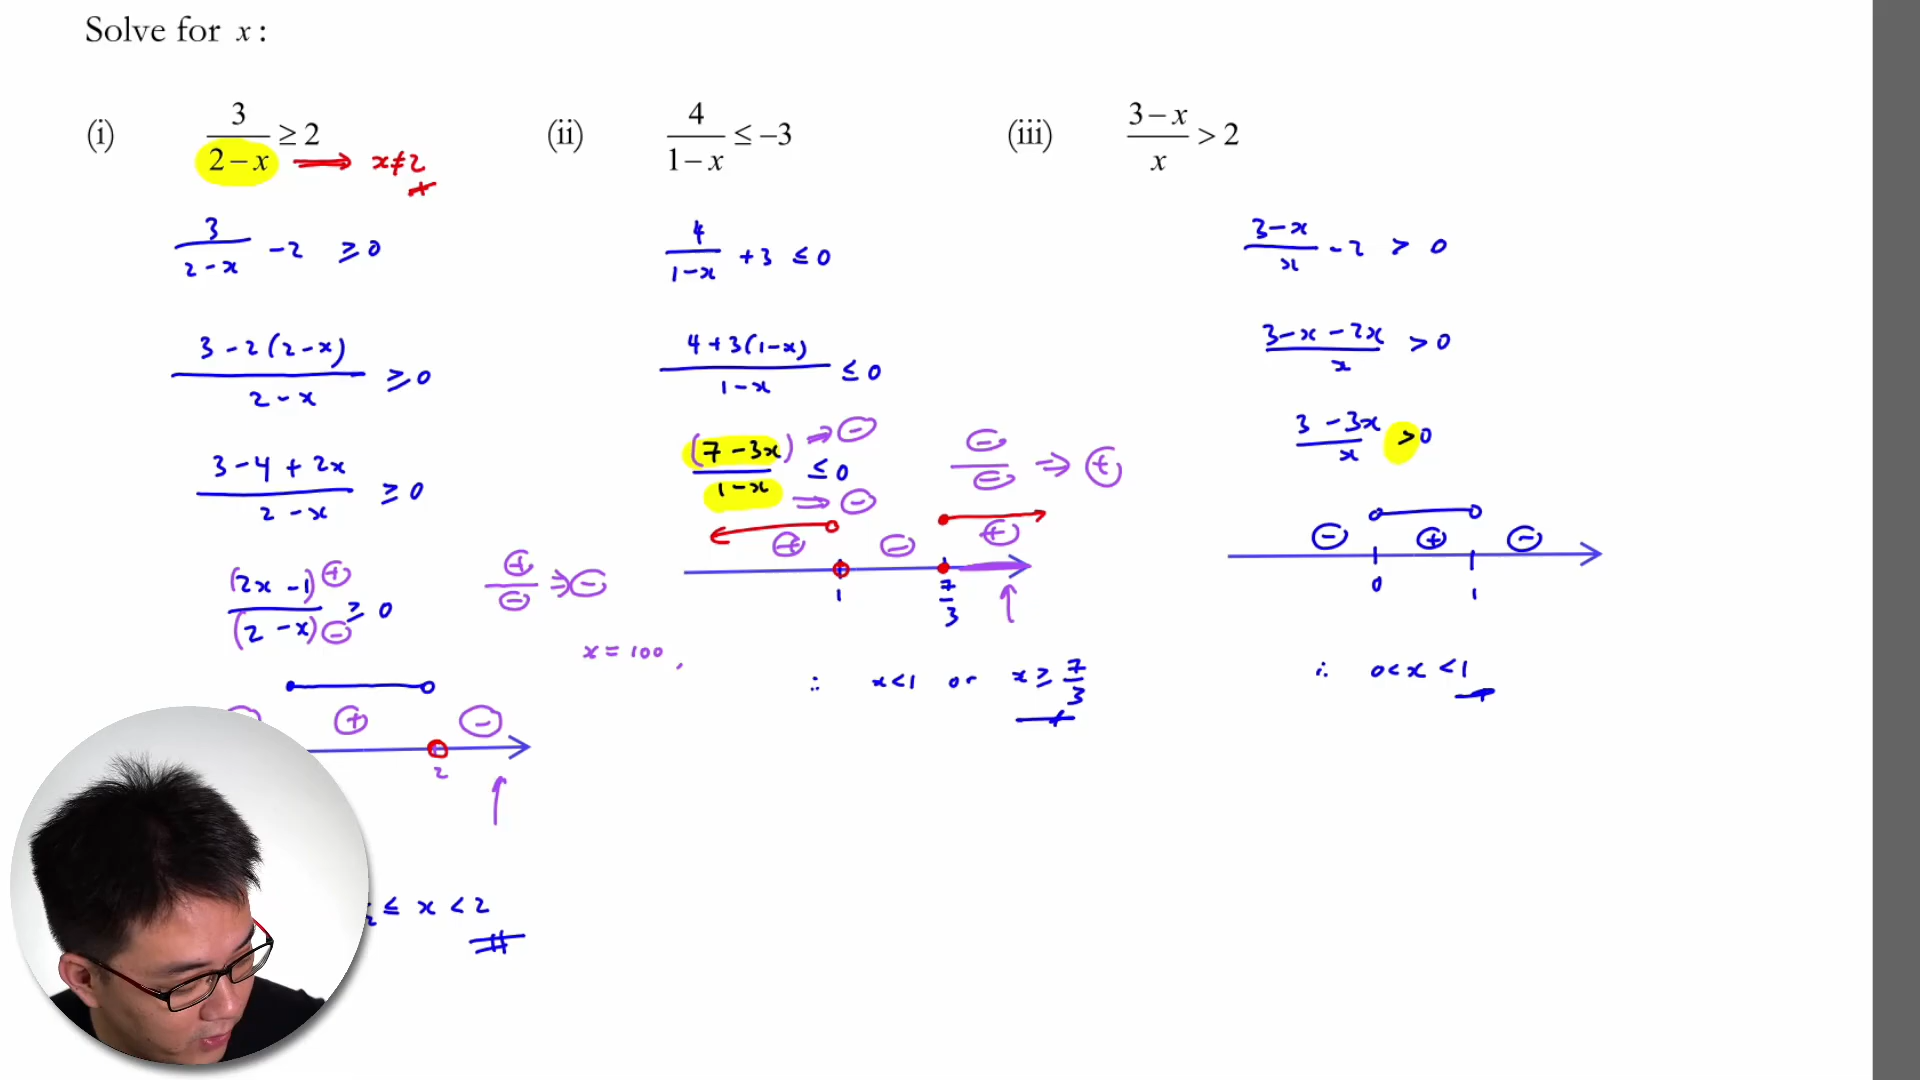 Solve for x:
(i) 3/(2−x) ≥ 2 ⟶ x≠2
3/(2−x) −2 ≥ 0
(3−2(2−x))/(2−x) ≥ 0
(3−4+2x)/(2−x) ≥ 0
(2x−1)⊕/(2−x)⊖ ≥ 0
⊕/⊖ ⇒ ⊖
x = 100,
⊕ ⊖
2
≤ x < 2
(ii) 4/(1−x) ≤ −3
4/(1−x) +3 ≤ 0
(4+3(1−x))/(1−x) ≤ 0
(7−3x) ⇒ ⊖
/(1−x) ⇒ ⊖ ≤ 0
⊖/⊖ ⇒ ⊕
⊕ ⊖ ⊕
1 7/3
∴ x<1 or x ≥ 7/3
(iii) (3−x)/x > 2
(3−x)/x −2 > 0
(3−x−2x)/x > 0
(3−3x)/x > 0
⊖ ⊕ ⊖
0 1
∴ 0<x<1